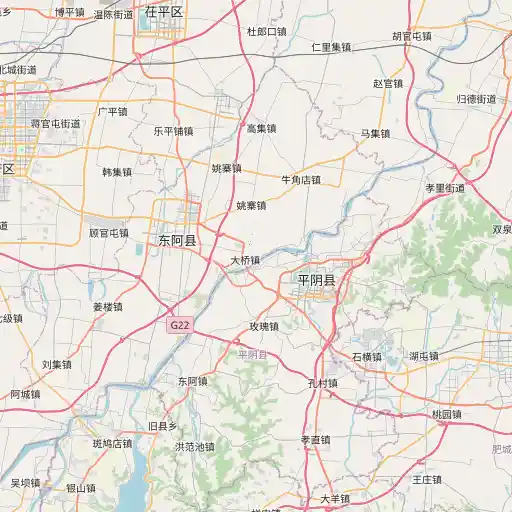 博平镇
温陈街道
茌平区
杜郎口镇
仁里集镇
胡官屯镇
北城街道
赵官镇
归德街道
广平镇
蒋官屯街道
乐平铺镇
高集镇
马集镇
韩集镇
姚寨镇
牛角店镇
孝里街道
姚寨镇
双泉
顾官屯镇
东阿县
大桥镇
平阴县
姜楼镇
七级镇
G22
玫瑰镇
平阴县
石横镇
湖屯镇
刘集镇
阿城镇
东阿镇
孔村镇
桃园镇
旧县乡
斑鸠店镇
洪范池镇
孝直镇
肥城
吴坝镇
银山镇
王庄镇
大羊镇